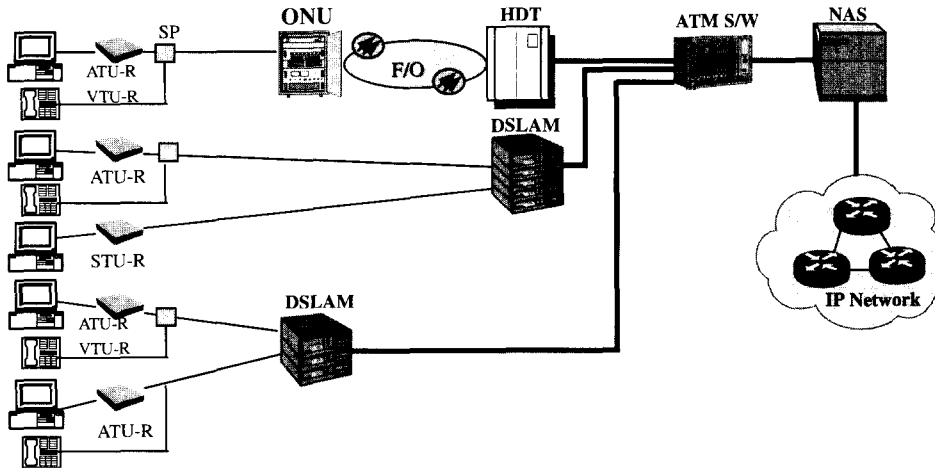 ONU
HDT
ATM S/W
NAS
SP
ATU-R
VTU-R
F/O
DSLAM
ATU-R
STU-R
DSLAM
ATU-R
VTU-R
ATU-R
IP Network